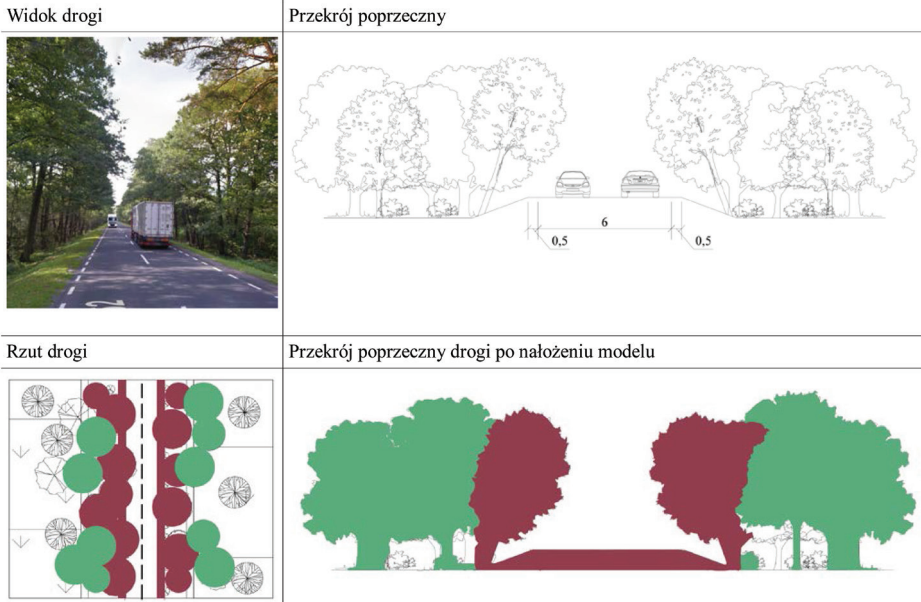 Widok drogi
Przekrój poprzeczny
6
0,5
0,5
Rzut drogi
Przekrój poprzeczny drogi po nałożeniu modelu